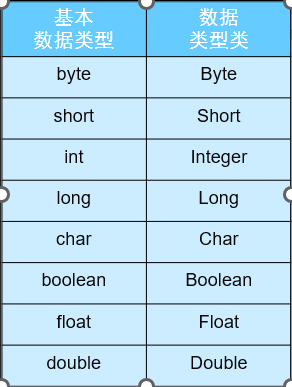 基本 数据
数据类型 类型类
byte Byte
short Short
int Integer
long Long
char Char
boolean Boolean
float Float
double Double